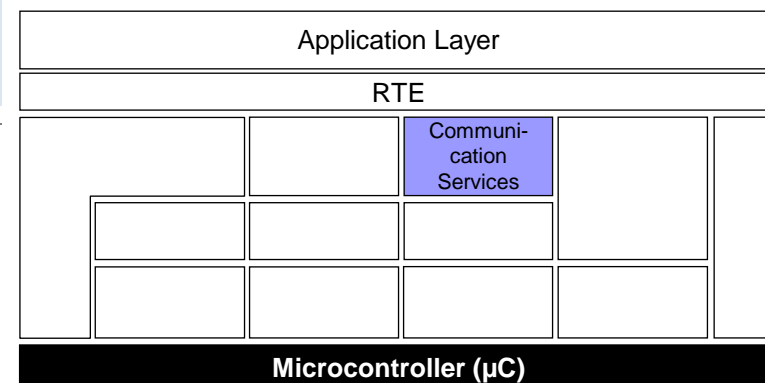 Application Layer
RTE
Communi-
cation
Services
Microcontroller (µC)